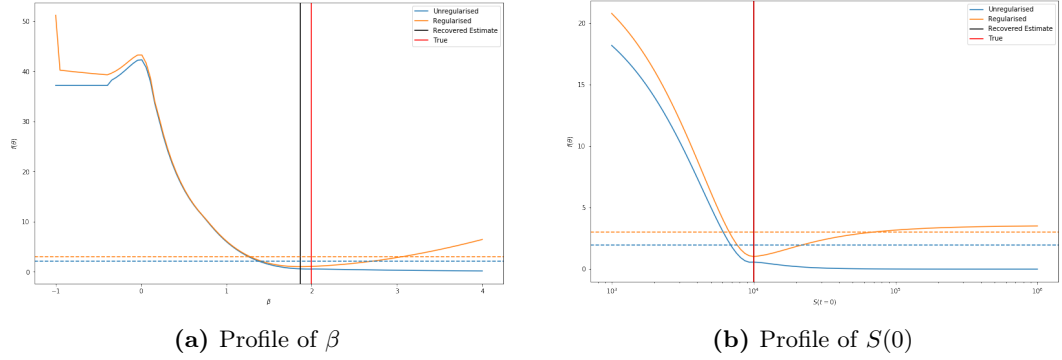 Unregularised
Regularised
Recovered Estimate
True
f(θ)
50
40
30
20
10
0
−1
0
1
2
3
4
β
Unregularised
Regularised
Recovered Estimate
True
f(θ)
20
15
10
5
0
10³
10⁴
10⁵
10⁶
S(t = 0)
(a) Profile of β
(b) Profile of S(0)